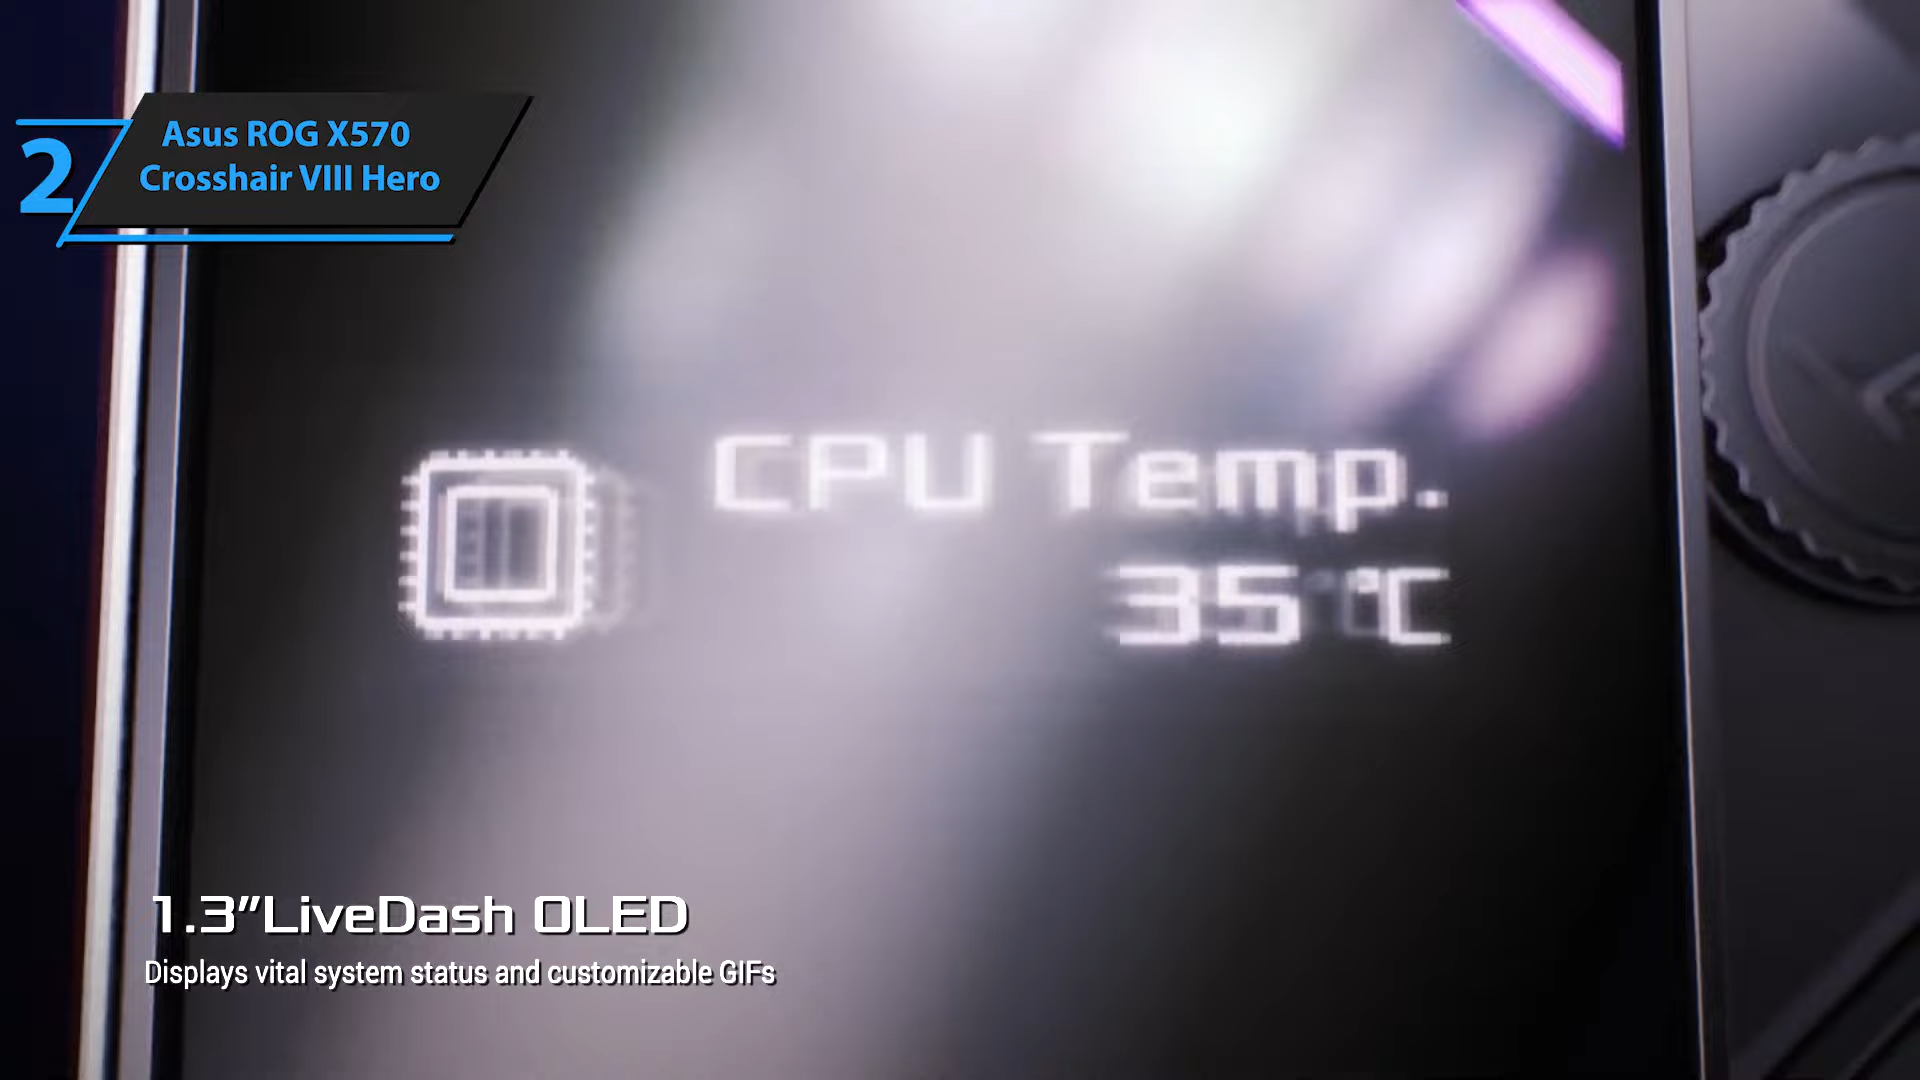 2
Asus ROG X570
Crosshair VIII Hero
CPU Temp.
35 °C
1.3”LiveDash OLED
Displays vital system status and customizable GIFs